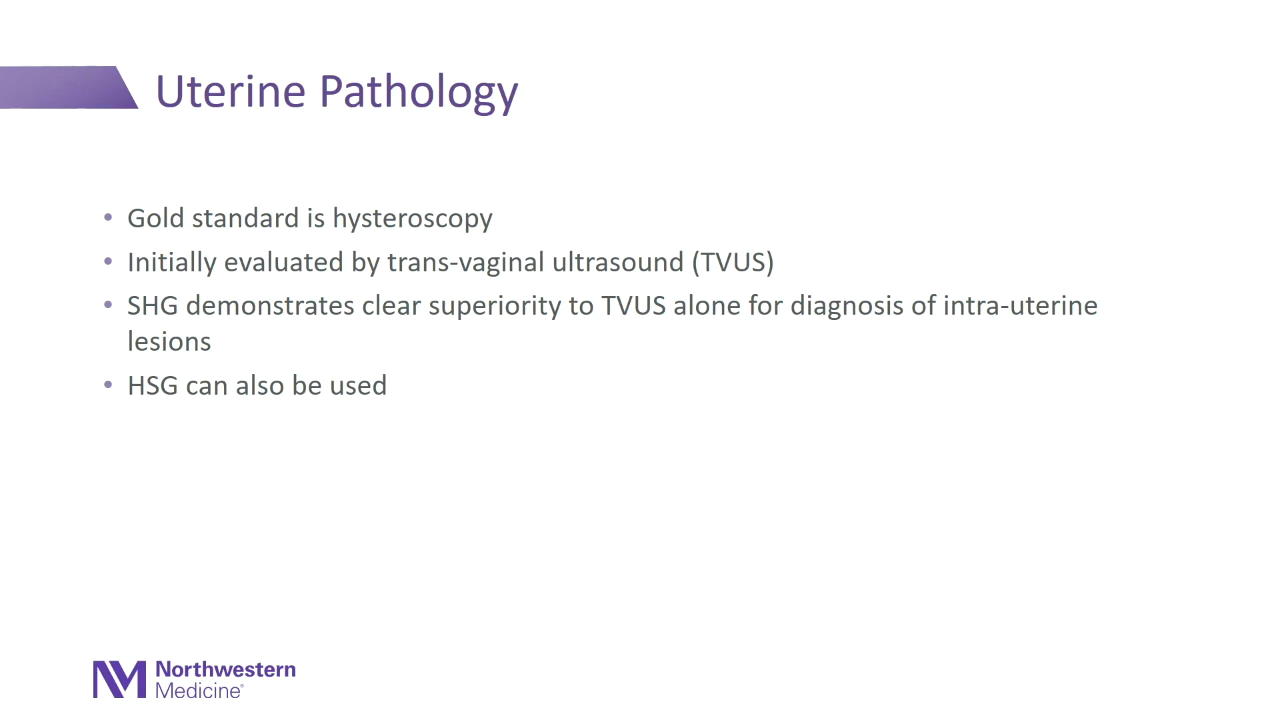 Uterine Pathology
• Gold standard is hysteroscopy
• Initially evaluated by trans-vaginal ultrasound (TVUS)
• SHG demonstrates clear superiority to TVUS alone for diagnosis of intra-uterine
lesions
• HSG can also be used
Northwestern
Medicine®